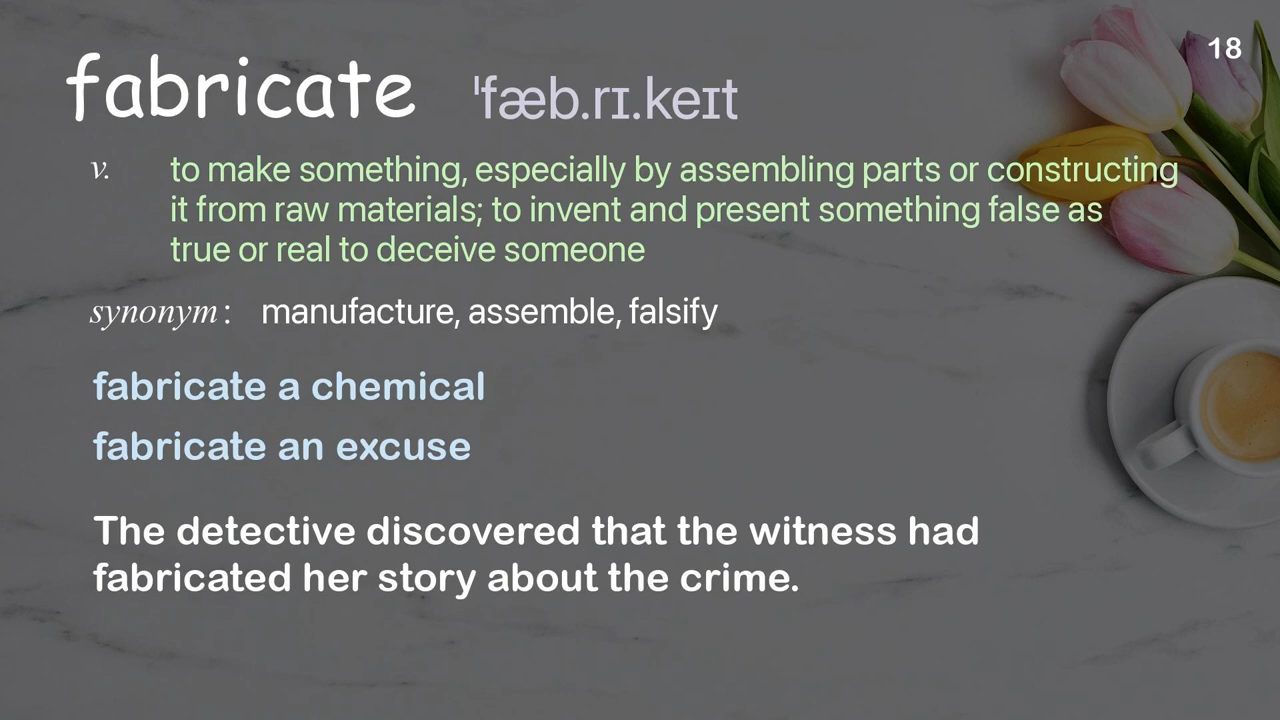 18
fabricate ˈfæb.rɪ.keɪt
v. to make something, especially by assembling parts or constructing
it from raw materials; to invent and present something false as
true or real to deceive someone
synonym : manufacture, assemble, falsify
fabricate a chemical
fabricate an excuse
The detective discovered that the witness had
fabricated her story about the crime.